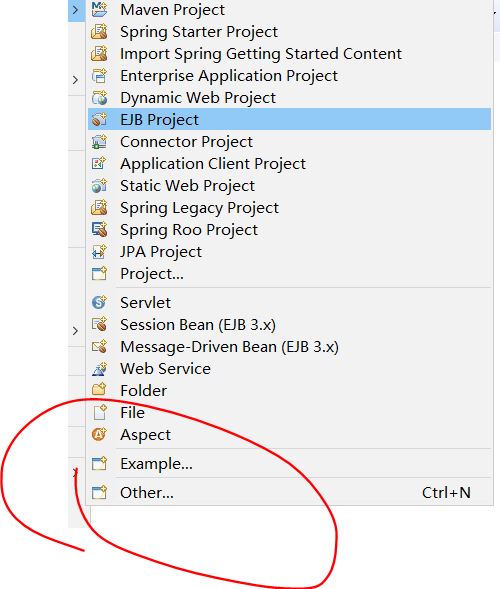 Maven Project
Spring Starter Project
Import Spring Getting Started Content
Enterprise Application Project
Dynamic Web Project
EJB Project
Connector Project
Application Client Project
Static Web Project
Spring Legacy Project
Spring Roo Project
JPA Project
Project...
Servlet
Session Bean (EJB 3.x)
Message-Driven Bean (EJB 3.x)
Web Service
Folder
File
Aspect
Example...
Other... Ctrl+N